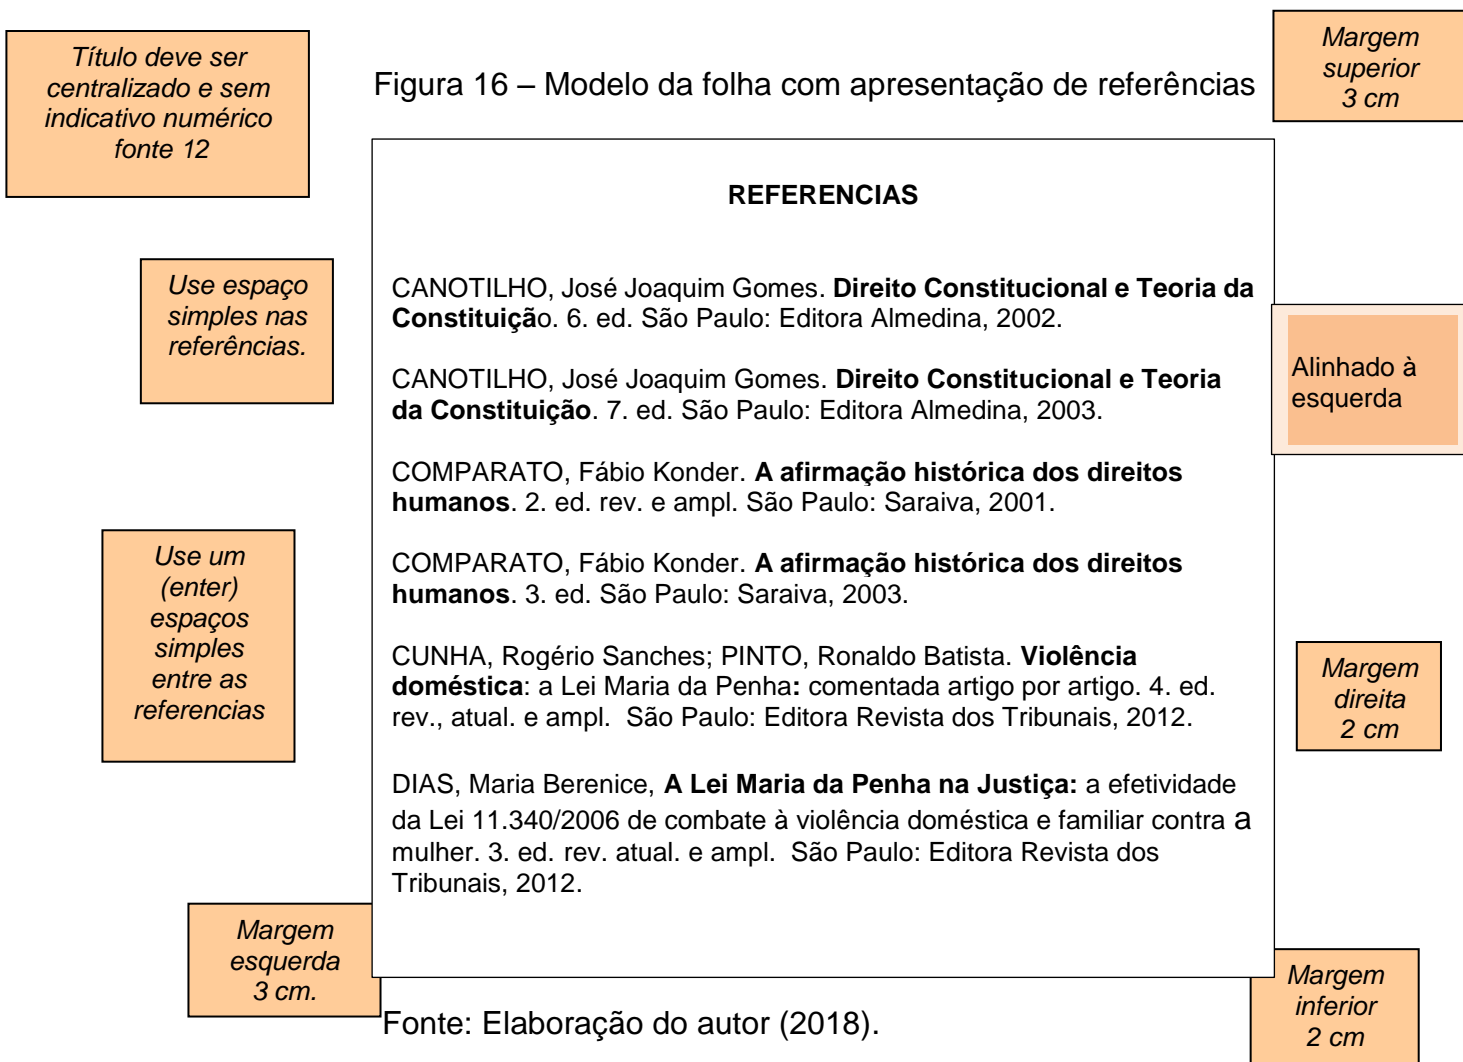 Título deve ser
centralizado e sem
indicativo numérico
fonte 12
Figura 16 – Modelo da folha com apresentação de referências
Margem
superior
3 cm
REFERENCIAS
Use espaço
simples nas
referências.
CANOTILHO, José Joaquim Gomes. Direito Constitucional e Teoria da
Constituição. 6. ed. São Paulo: Editora Almedina, 2002.
Alinhado à
esquerda
CANOTILHO, José Joaquim Gomes. Direito Constitucional e Teoria
da Constituição. 7. ed. São Paulo: Editora Almedina, 2003.
COMPARATO, Fábio Konder. A afirmação histórica dos direitos
humanos. 2. ed. rev. e ampl. São Paulo: Saraiva, 2001.
Use um
(enter)
espaços
simples
entre as
referencias
COMPARATO, Fábio Konder. A afirmação histórica dos direitos
humanos. 3. ed. São Paulo: Saraiva, 2003.
CUNHA, Rogério Sanches; PINTO, Ronaldo Batista. Violência
doméstica: a Lei Maria da Penha: comentada artigo por artigo. 4. ed.
rev., atual. e ampl.  São Paulo: Editora Revista dos Tribunais, 2012.
Margem
direita
2 cm
DIAS, Maria Berenice, A Lei Maria da Penha na Justiça: a efetividade
da Lei 11.340/2006 de combate à violência doméstica e familiar contra a
mulher. 3. ed. rev. atual. e ampl.  São Paulo: Editora Revista dos
Tribunais, 2012.
Margem
esquerda
3 cm.
Margem
inferior
2 cm
Fonte: Elaboração do autor (2018).